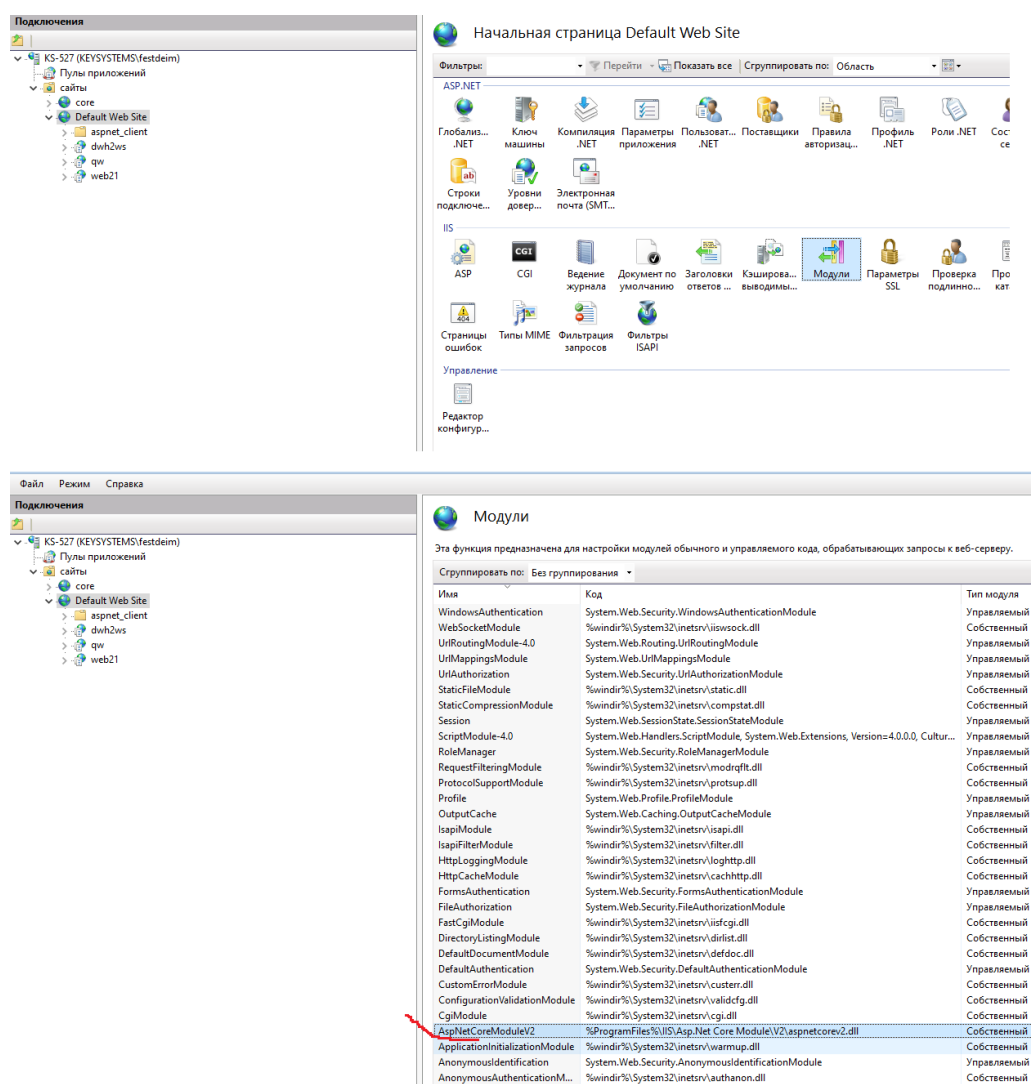 Подключения
KS-527 (KEYSYSTEMS\festdeim)
Пулы приложений
сайты
core
Default Web Site
aspnet_client
dwh2ws
qw
web21
Начальная страница Default Web Site
Фильтры: Перейти Показать все Сгруппировать по: Область
ASP.NET
Глобализ... Ключ Компиляция Параметры Пользоват... Поставщики Правила Профиль Роли .NET Сос
.NET машины .NET приложения .NET авторизац... .NET се
ab
Строки Уровни Электронная
подключе... довер... почта (SMT...
IIS
CGI
ASP CGI Ведение Документ по Заголовки Кэширова... Модули Параметры Проверка Про
журнала умолчанию ответов ... выводимы... SSL подлинно... кат
404
Страницы Типы MIME Фильтрация Фильтры
ошибок запросов ISAPI
Управление
Редактор
конфигур...
Файл Режим Справка
Подключения
KS-527 (KEYSYSTEMS\festdeim)
Пулы приложений
сайты
core
Default Web Site
aspnet_client
dwh2ws
qw
web21
Модули
Эта функция предназначена для настройки модулей обычного и управляемого кода, обрабатывающих запросы к веб-серверу.
Сгруппировать по: Без группирования
Имя Код Тип модуля
WindowsAuthentication System.Web.Security.WindowsAuthenticationModule Управляемый
WebSocketModule %windir%\System32\inetsrv\iiswsock.dll Собственный
UrlRoutingModule-4.0 System.Web.Routing.UrlRoutingModule Управляемый
UrlMappingsModule System.Web.UrlMappingsModule Управляемый
UrlAuthorization System.Web.Security.UrlAuthorizationModule Управляемый
StaticFileModule %windir%\System32\inetsrv\static.dll Собственный
StaticCompressionModule %windir%\System32\inetsrv\compstat.dll Собственный
Session System.Web.SessionState.SessionStateModule Управляемый
ScriptModule-4.0 System.Web.Handlers.ScriptModule, System.Web.Extensions, Version=4.0.0.0, Cultur... Управляемый
RoleManager System.Web.Security.RoleManagerModule Управляемый
RequestFilteringModule %windir%\System32\inetsrv\modrqflt.dll Собственный
ProtocolSupportModule %windir%\System32\inetsrv\protsup.dll Собственный
Profile System.Web.Profile.ProfileModule Управляемый
OutputCache System.Web.Caching.OutputCacheModule Управляемый
IsapiModule %windir%\System32\inetsrv\isapi.dll Собственный
IsapiFilterModule %windir%\System32\inetsrv\filter.dll Собственный
HttpLoggingModule %windir%\System32\inetsrv\loghttp.dll Собственный
HttpCacheModule %windir%\System32\inetsrv\cachhttp.dll Собственный
FormsAuthentication System.Web.Security.FormsAuthenticationModule Управляемый
FileAuthorization System.Web.Security.FileAuthorizationModule Управляемый
FastCgiModule %windir%\System32\inetsrv\iisfcgi.dll Собственный
DirectoryListingModule %windir%\System32\inetsrv\dirlist.dll Собственный
DefaultDocumentModule %windir%\System32\inetsrv\defdoc.dll Собственный
DefaultAuthentication System.Web.Security.DefaultAuthenticationModule Управляемый
CustomErrorModule %windir%\System32\inetsrv\custerr.dll Собственный
ConfigurationValidationModule %windir%\System32\inetsrv\validcfg.dll Собственный
CgiModule %windir%\System32\inetsrv\cgi.dll Собственный
AspNetCoreModuleV2 %ProgramFiles%\IIS\Asp.Net Core Module\V2\aspnetcorev2.dll Собственный
ApplicationInitializationModule %windir%\System32\inetsrv\warmup.dll Собственный
AnonymousIdentification System.Web.Security.AnonymousIdentificationModule Управляемый
AnonymousAuthenticationM... %windir%\System32\inetsrv\authanon.dll Собственный